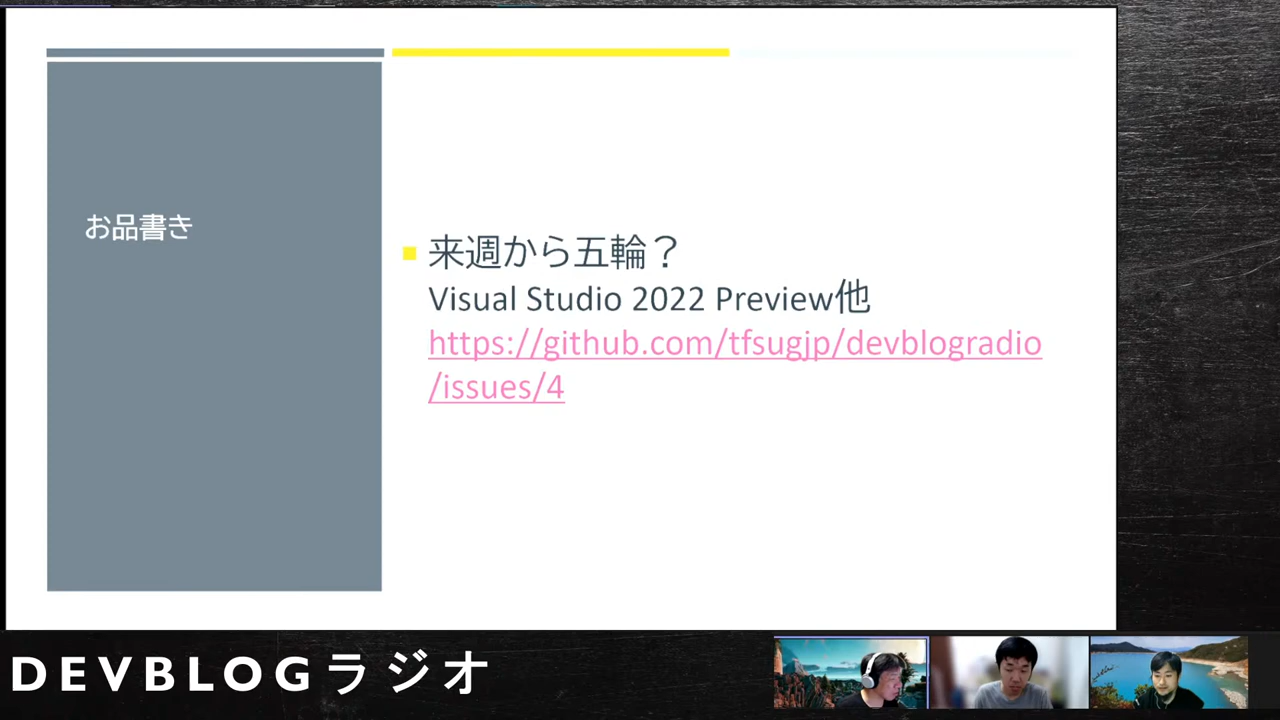 お品書き
来週から五輪？
Visual Studio 2022 Preview他
https://github.com/tfsugjp/devblogradio
/issues/4
DEVBLOGラジオ